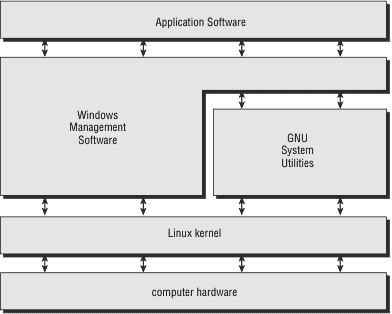 Application Software
Windows
Management
Software
GNU
System
Utilities
Linux kernel
computer hardware